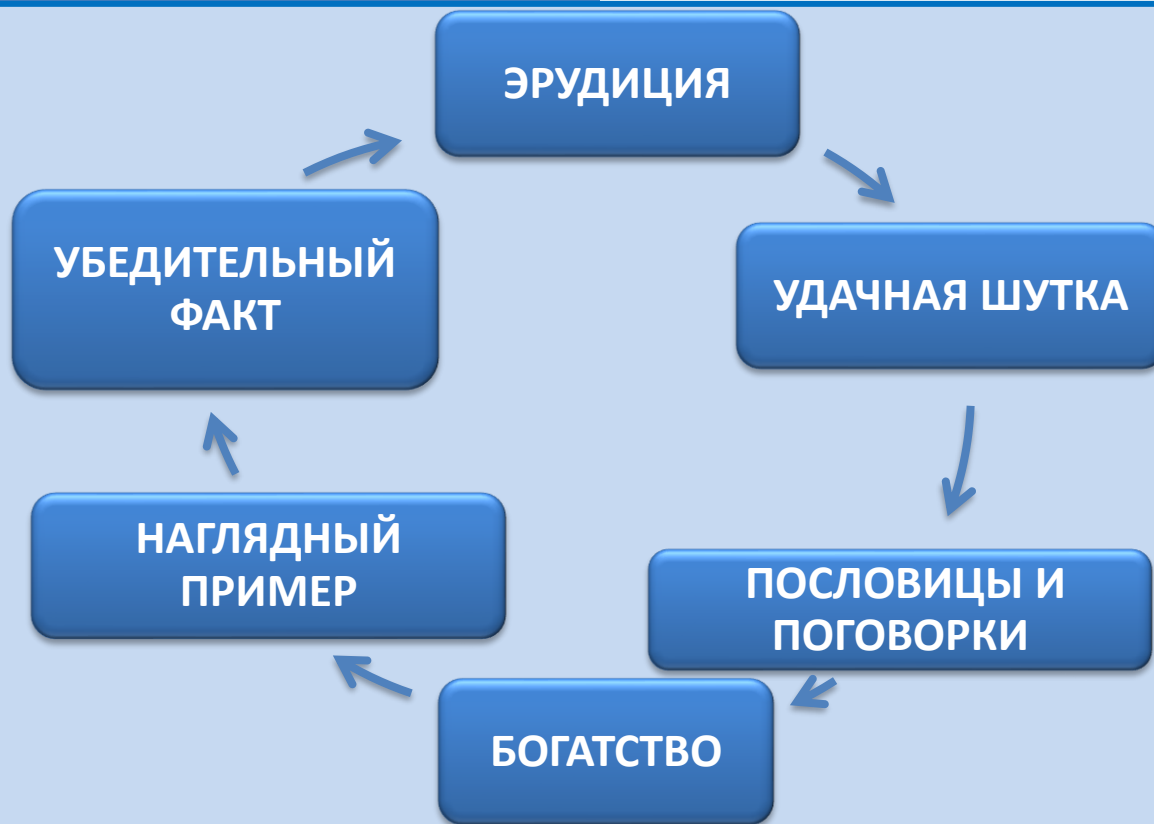 ЭРУДИЦИЯ
УДАЧНАЯ ШУТКА
ПОСЛОВИЦЫ И
ПОГОВОРКИ
БОГАТСТВО
НАГЛЯДНЫЙ
ПРИМЕР
УБЕДИТЕЛЬНЫЙ
ФАКТ